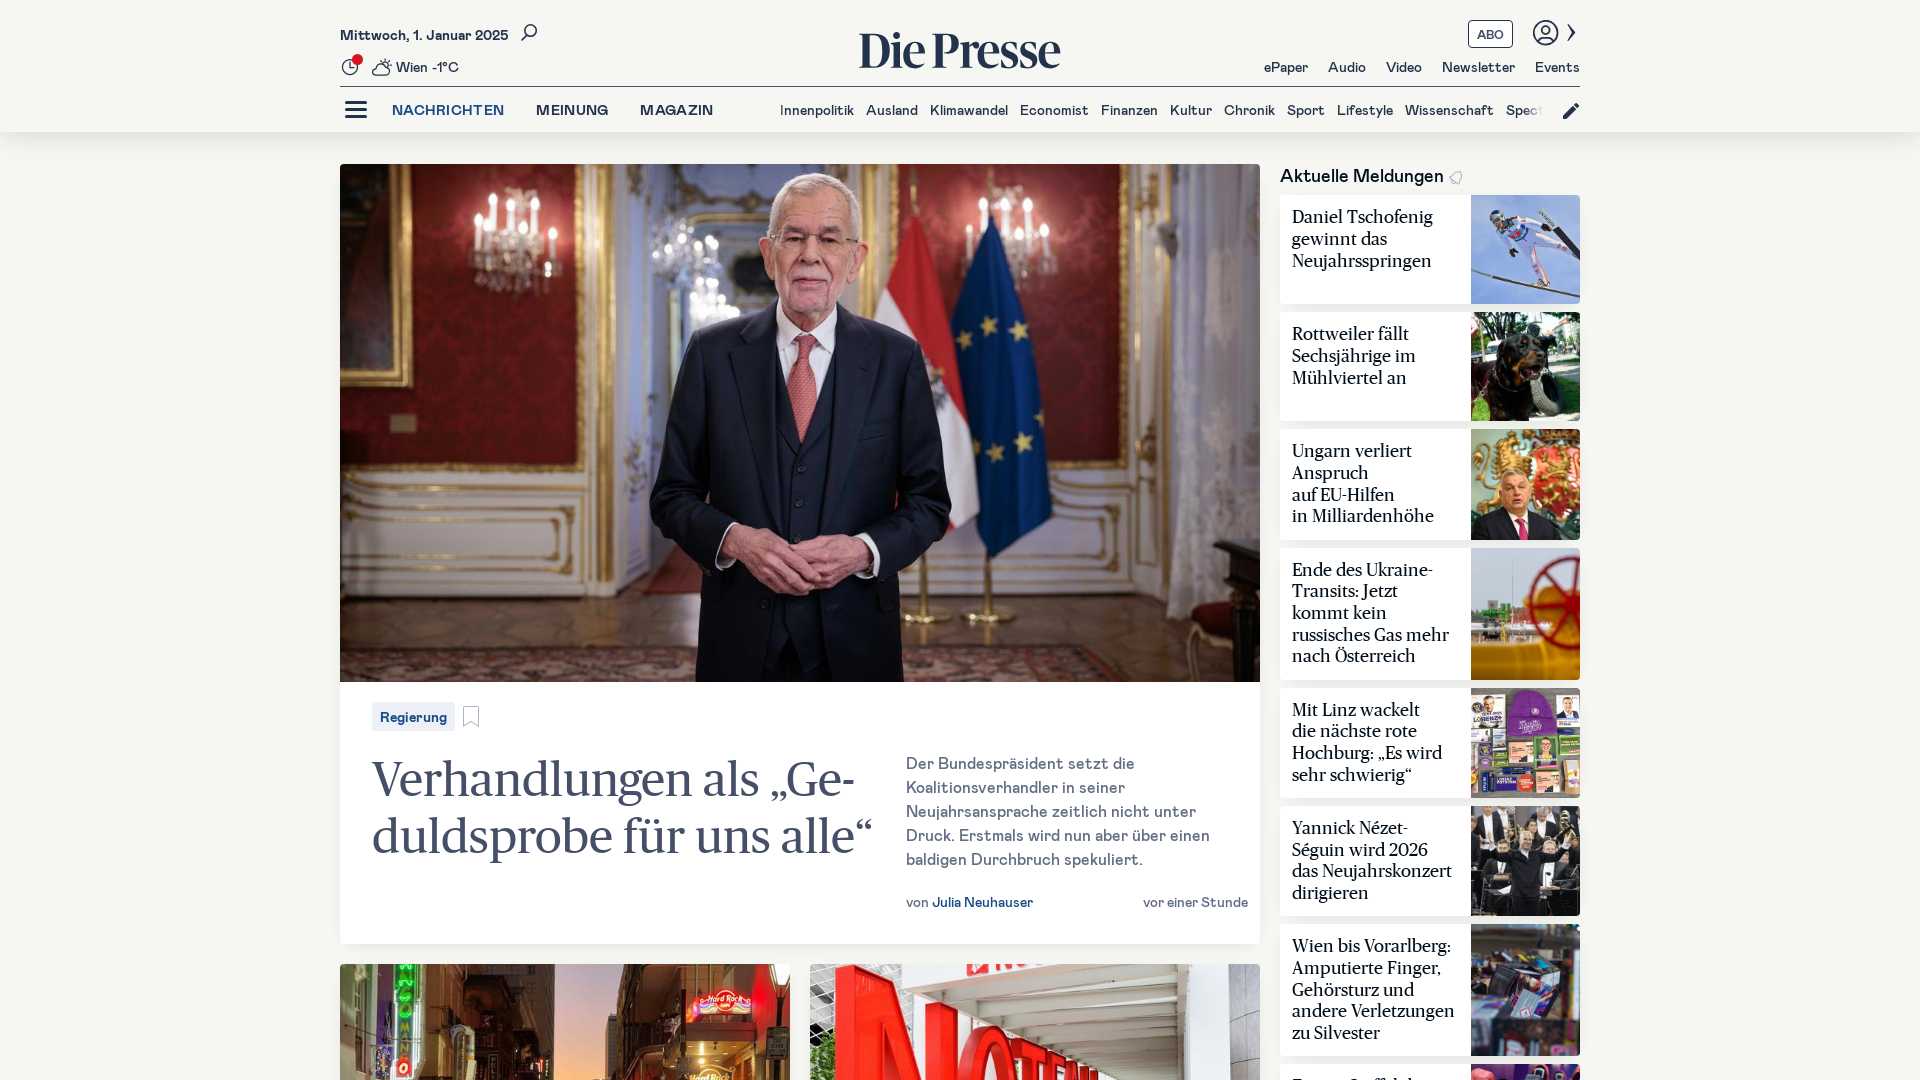 Mittwoch, 1. Januar 2025
Wien -1°C
Die Presse
ABO
ePaper Audio Video Newsletter Events
NACHRICHTEN MEINUNG MAGAZIN
Innenpolitik Ausland Klimawandel Economist Finanzen Kultur Chronik Sport Lifestyle Wissenschaft Spect
Regierung
Verhandlungen als „Ge-
duldsprobe für uns alle“
Der Bundespräsident setzt die
Koalitionsverhandler in seiner
Neujahrsansprache zeitlich nicht unter
Druck. Erstmals wird nun aber über einen
baldigen Durchbruch spekuliert.
von Julia Neuhauser
vor einer Stunde
Hard Rock
Hard Rock
Aktuelle Meldungen
Daniel Tschofenig
gewinnt das
Neujahrsspringen
Rottweiler fällt
Sechsjährige im
Mühlviertel an
Ungarn verliert
Anspruch
auf EU-Hilfen
in Milliardenhöhe
Ende des Ukraine-
Transits: Jetzt
kommt kein
russisches Gas mehr
nach Österreich
Mit Linz wackelt
die nächste rote
Hochburg: „Es wird
sehr schwierig“
Yannick Nézet-
Séguin wird 2026
das Neujahrskonzert
dirigieren
Wien bis Vorarlberg:
Amputierte Finger,
Gehörsturz und
andere Verletzungen
zu Silvester